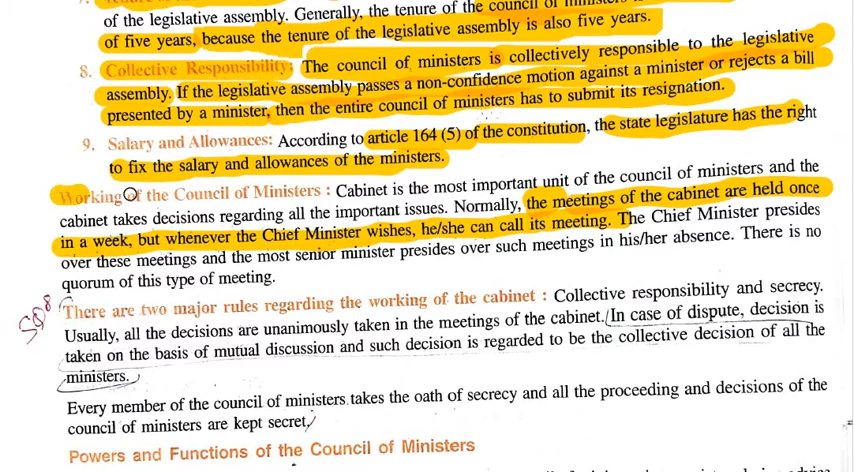 of the legislative assembly. Generally, the tenure of the council of ministers is
of five years, because the tenure of the legislative assembly is also five years.
8. Collective Responsibility: The council of ministers is collectively responsible to the legislative
assembly. If the legislative assembly passes a non-confidence motion against a minister or rejects a bill
presented by a minister, then the entire council of ministers has to submit its resignation.
9. Salary and Allowances: According to article 164 (5) of the constitution, the state legislature has the right
to fix the salary and allowances of the ministers.
Working Of the Council of Ministers : Cabinet is the most important unit of the council of ministers and the
cabinet takes decisions regarding all the important issues. Normally, the meetings of the cabinet are held once
in a week, but whenever the Chief Minister wishes, he/she can call its meeting. The Chief Minister presides
over these meetings and the most senior minister presides over such meetings in his/her absence. There is no
quorum of this type of meeting.
There are two major rules regarding the working of the cabinet : Collective responsibility and secrecy.
Usually, all the decisions are unanimously taken in the meetings of the cabinet. In case of dispute, decision is
taken on the basis of mutual discussion and such decision is regarded to be the collective decision of all the
ministers.
Every member of the council of ministers takes the oath of secrecy and all the proceeding and decisions of the
council of ministers are kept secret.
Powers and Functions of the Council of Ministers